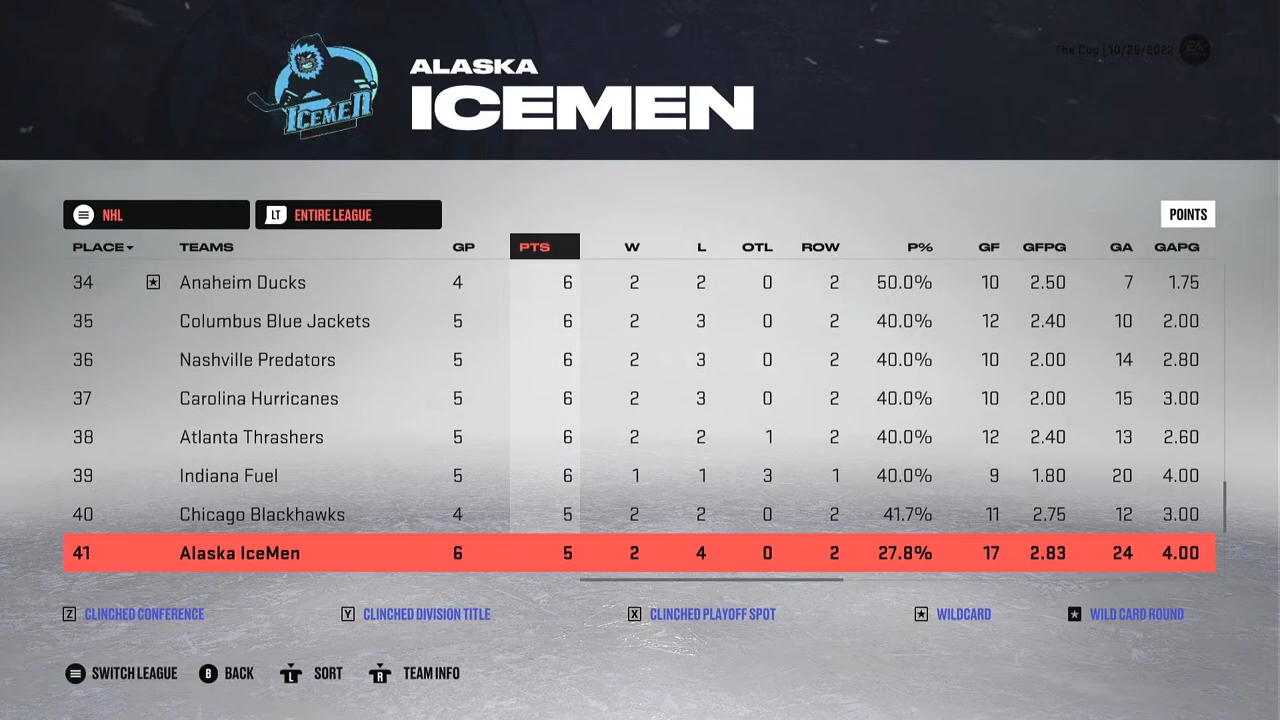 ALASKA
ICEMEN
ICEMEN
The Cup | 10/26/2022
NHL
LT ENTIRE LEAGUE
POINTS
PLACE TEAMS GP PTS W L OTL ROW P% GF GFPG GA GAPG
34 Anaheim Ducks 4 6 2 2 0 2 50.0% 10 2.50 7 1.75
35 Columbus Blue Jackets 5 6 2 3 0 2 40.0% 12 2.40 10 2.00
36 Nashville Predators 5 6 2 3 0 2 40.0% 10 2.00 14 2.80
37 Carolina Hurricanes 5 6 2 3 0 2 40.0% 10 2.00 15 3.00
38 Atlanta Thrashers 5 6 2 2 1 2 40.0% 12 2.40 13 2.60
39 Indiana Fuel 5 6 1 1 3 1 40.0% 9 1.80 20 4.00
40 Chicago Blackhawks 4 5 2 2 0 2 41.7% 11 2.75 12 3.00
41 Alaska IceMen 6 5 2 4 0 2 27.8% 17 2.83 24 4.00
Z CLINCHED CONFERENCE Y CLINCHED DIVISION TITLE X CLINCHED PLAYOFF SPOT WILDCARD WILD CARD ROUND
SWITCH LEAGUE B BACK L SORT R TEAM INFO